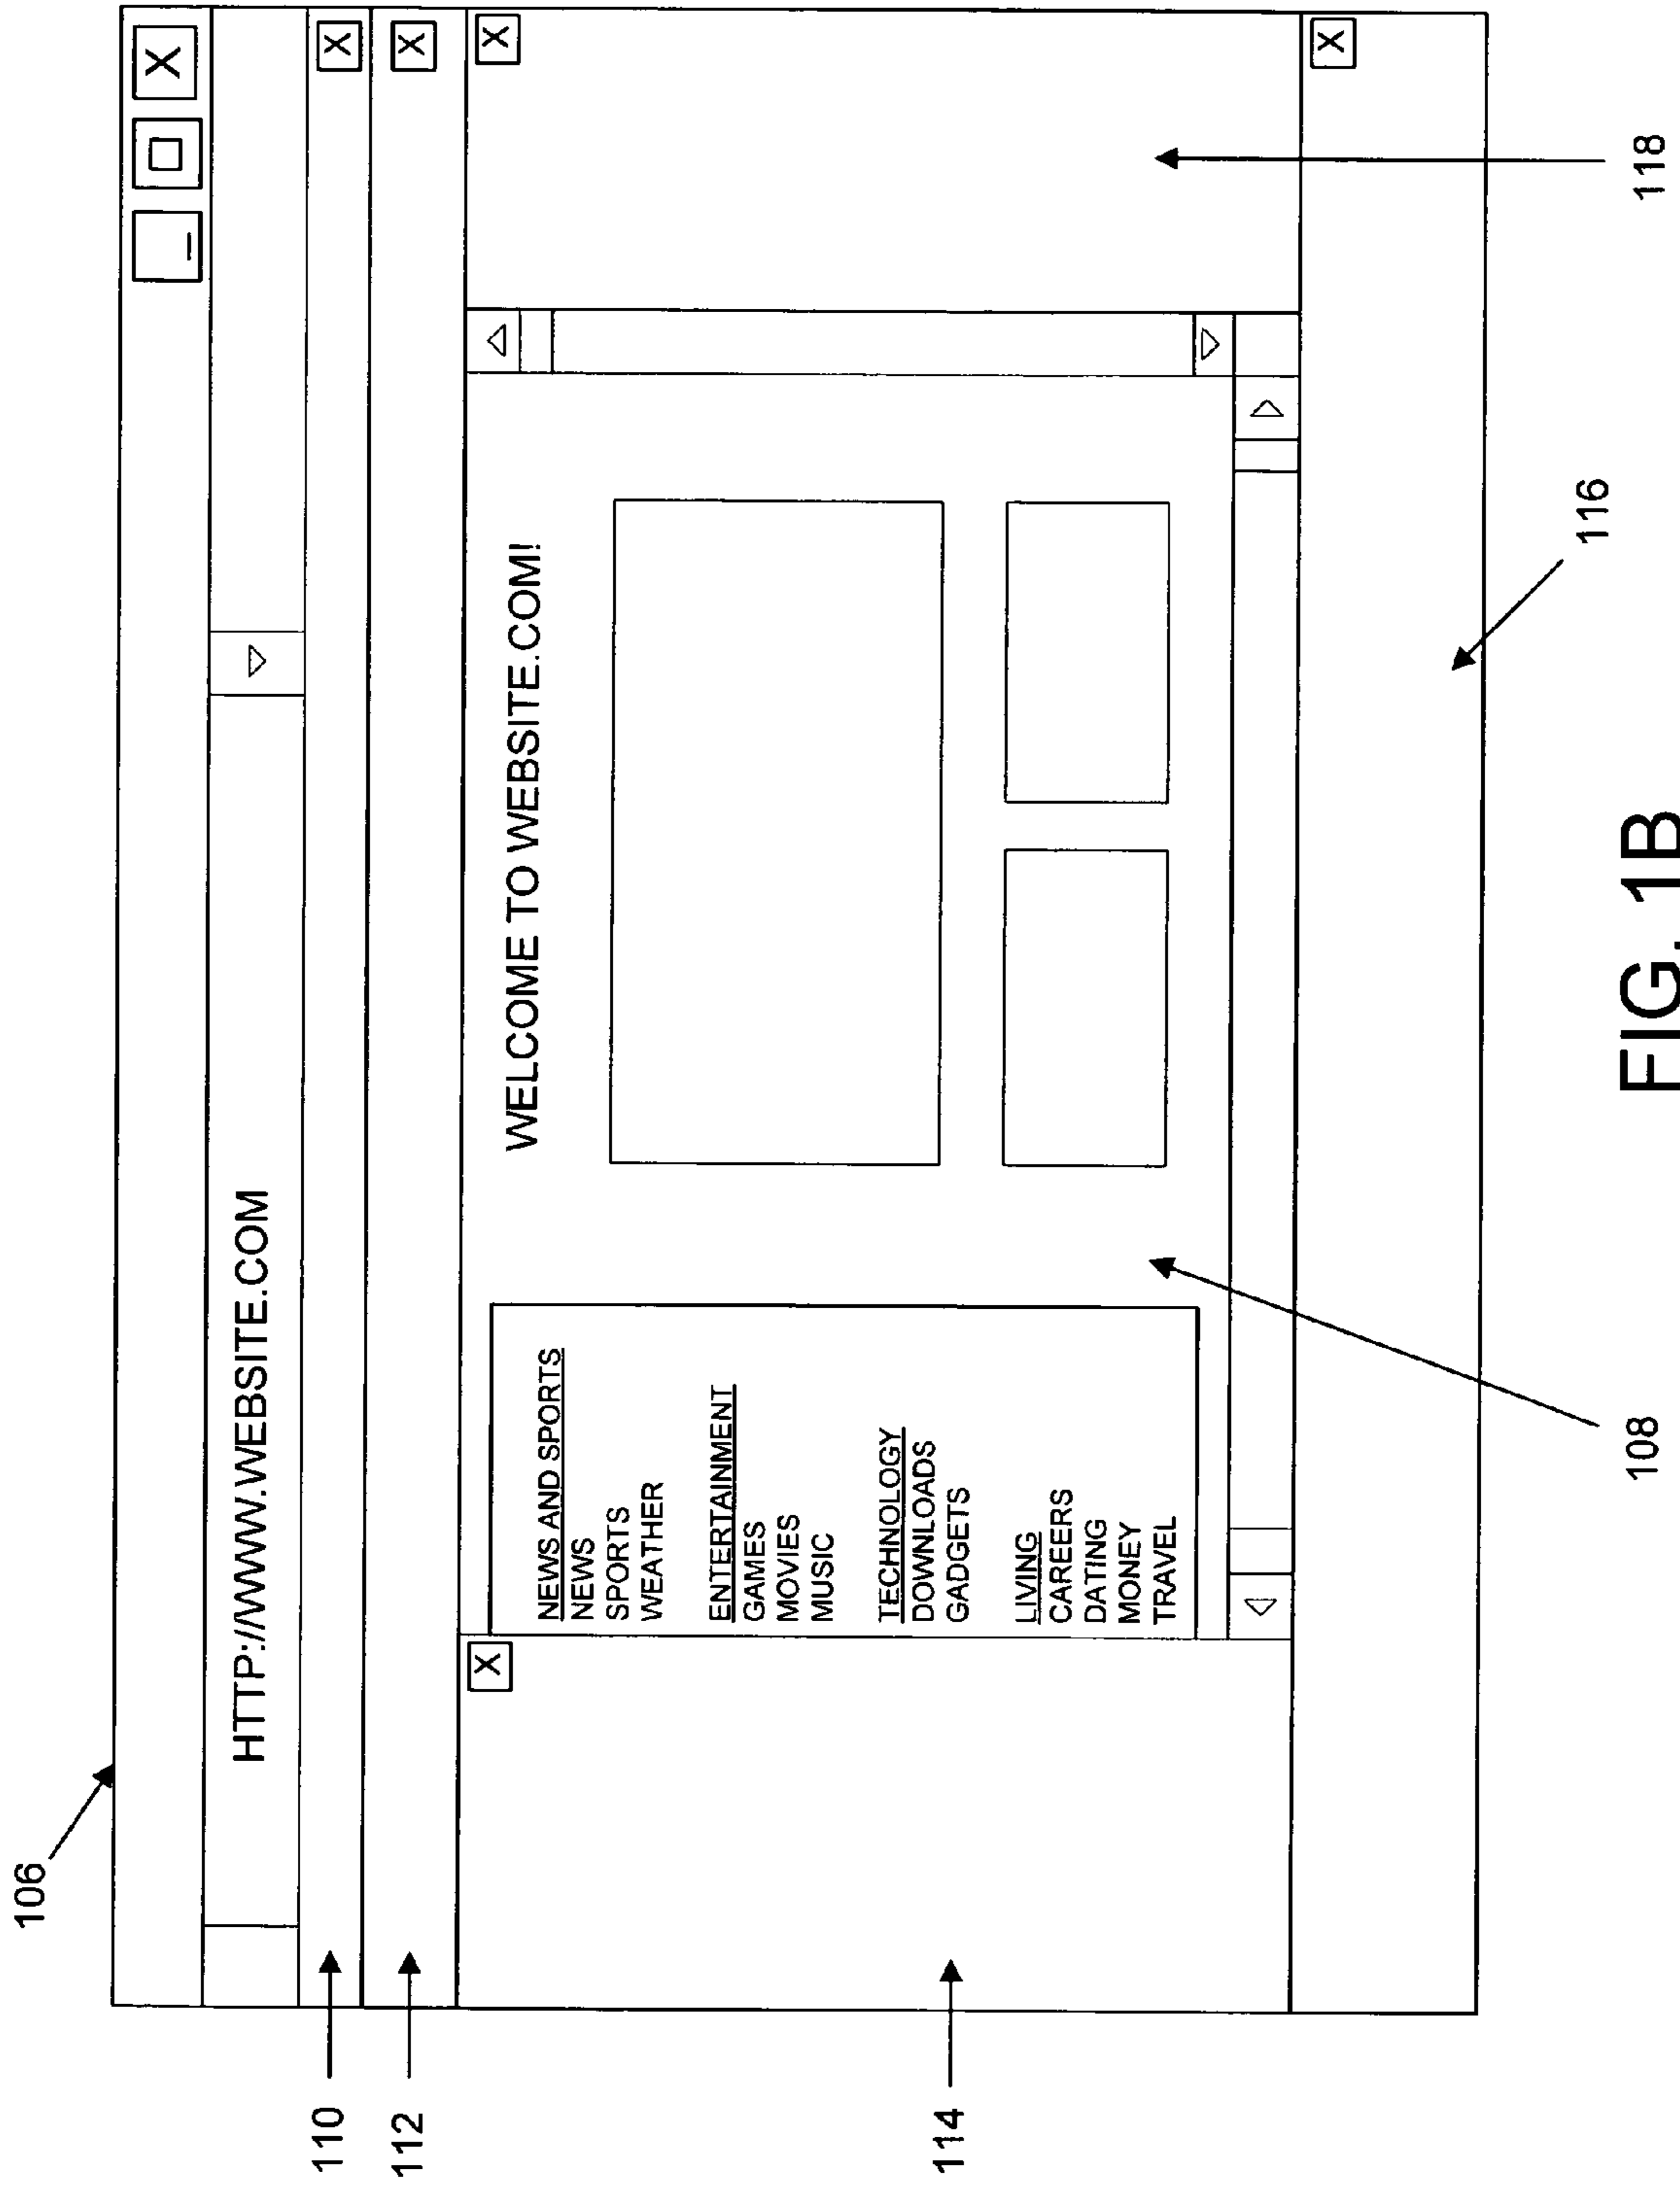 106
X
HTTP://WWW.WEBSITE.COM
110
X
112
X
114
X
X
NEWS AND SPORTS
NEWS
SPORTS
WEATHER
ENTERTAINMENT
GAMES
MOVIES
MUSIC
TECHNOLOGY
DOWNLOADS
GADGETS
LIVING
CAREERS
DATING
MONEY
TRAVEL
WELCOME TO WEBSITE.COM!
X
108
116
118
FIG. 1B